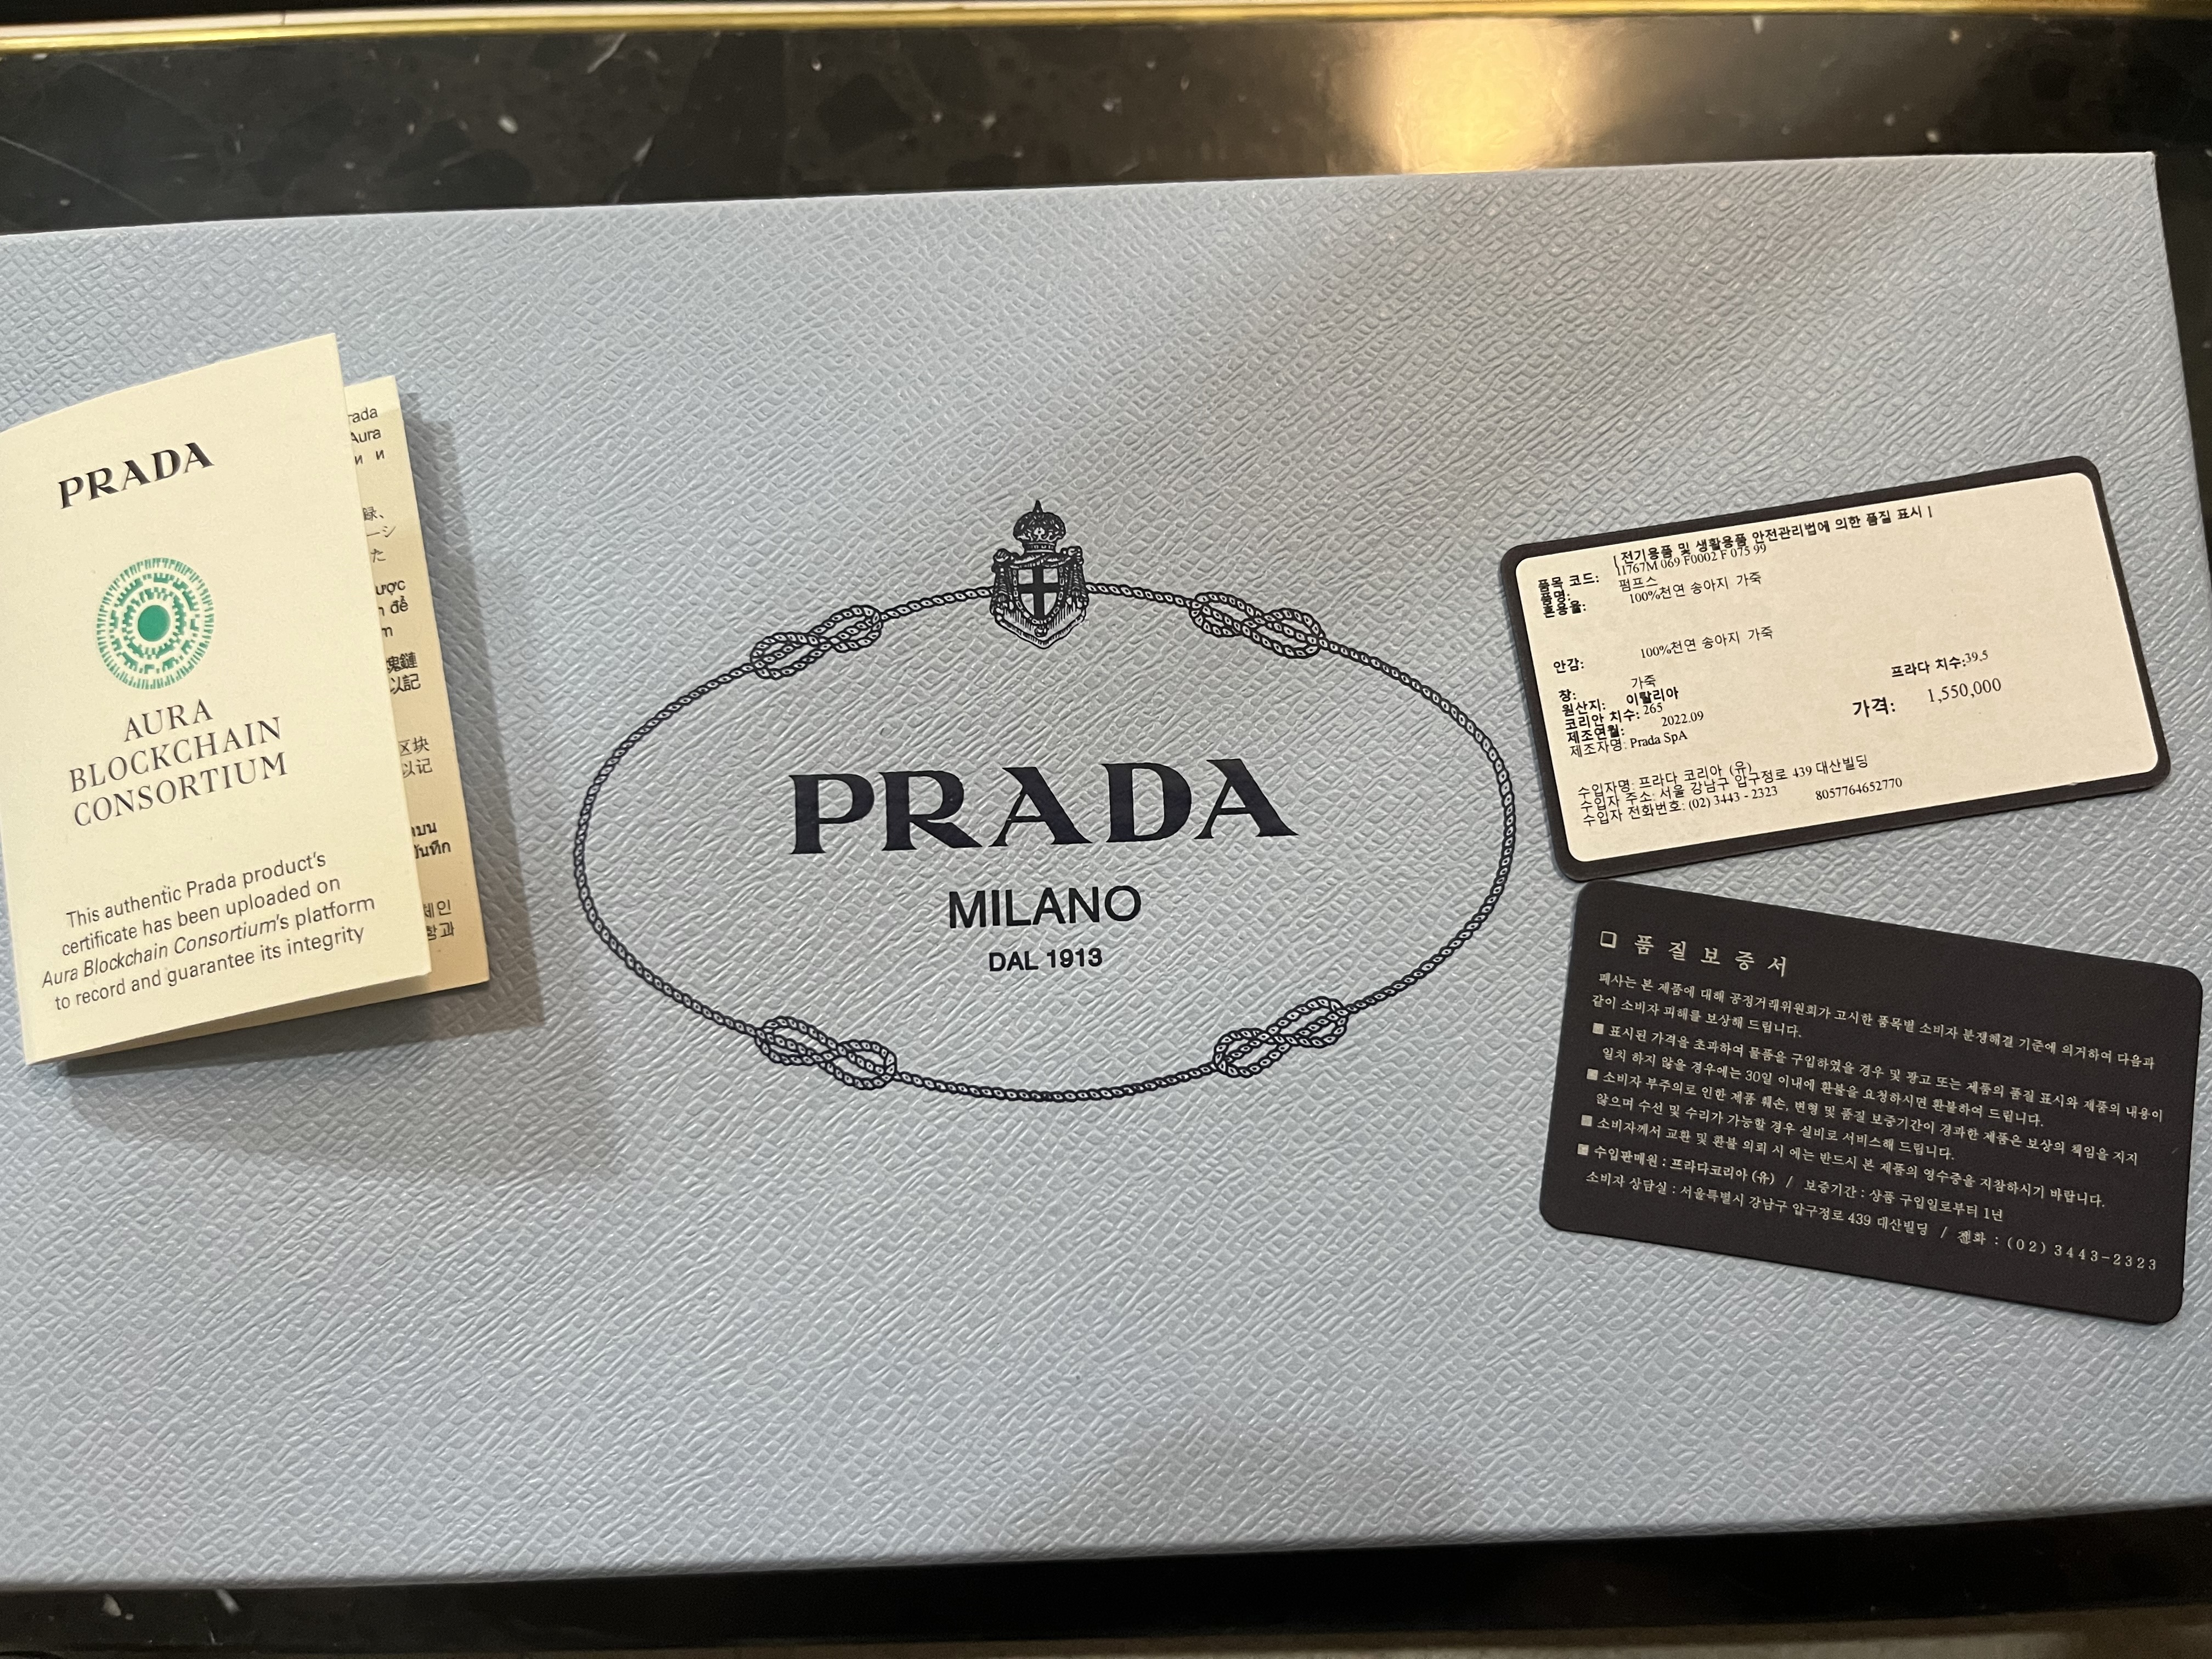 PRADA
AURA
BLOCKCHAIN
CONSORTIUM
This authentic Prada product's
certificate has been uploaded on
Aura Blockchain Consortium's platform
to record and guarantee its integrity
rada
Aura
и и
録、
ーシ
た
ược
để
以記
区块
以记
체인
항과
PRADA
MILANO
DAL 1913
[전기용품 및 생활용품 안전관리법에 의한 품질 표시]
품목 코드: 11767M 069 F0002 F 075 99
품명: 펌프스
혼용율: 100%천연 송아지 가죽
안감: 100%천연 송아지 가죽
창: 가죽
원산지: 이탈리아
코리안 치수: 265
프라다 치수:39.5
제조연월: 2022.09
가격: 1,550,000
제조자명: Prada SpA
수입자명: 프라다 코리아 (유)
수입자 주소: 서울 강남구 압구정로 439 대산빌딩
수입자 전화번호: (02) 3443 - 2323 8057764652770
❏ 품질보증서
폐사는 본 제품에 대해 공정거래위원회가 고시한 품목별 소비자 분쟁해결 기준에 의거하여 다음과
같이 소비자 피해를 보상해 드립니다.
■ 표시된 가격을 초과하여 물품을 구입하였을 경우 및 광고 또는 제품의 품질 표시와 제품의 내용이
일치 하지 않을 경우에는 30일 이내에 환불을 요청하시면 환불하여 드립니다.
■ 소비자 부주의로 인한 제품 훼손, 변형 및 품질 보증기간이 경과한 제품은 보상의 책임을 지지
않으며 수선 및 수리가 가능할 경우 실비로 서비스해 드립니다.
■ 소비자께서 교환 및 환불 의뢰 시 에는 반드시 본 제품의 영수증을 지참하시기 바랍니다.
■ 수입판매원 : 프라다코리아 (유) / 보증기간 : 상품 구입일로부터 1년
소비자 상담실 : 서울특별시 강남구 압구정로 439 대산빌딩 / 전화 : (02) 3443-2323